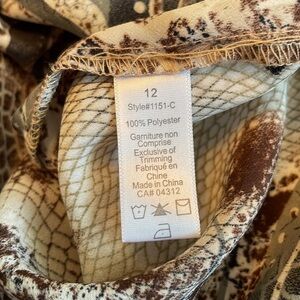 12
Style#1151-C
100% Polyester
Garniture non
Comprise
Exclusive of
Trimming
Fabriqué en
Chine
Made in China
CA# 04312